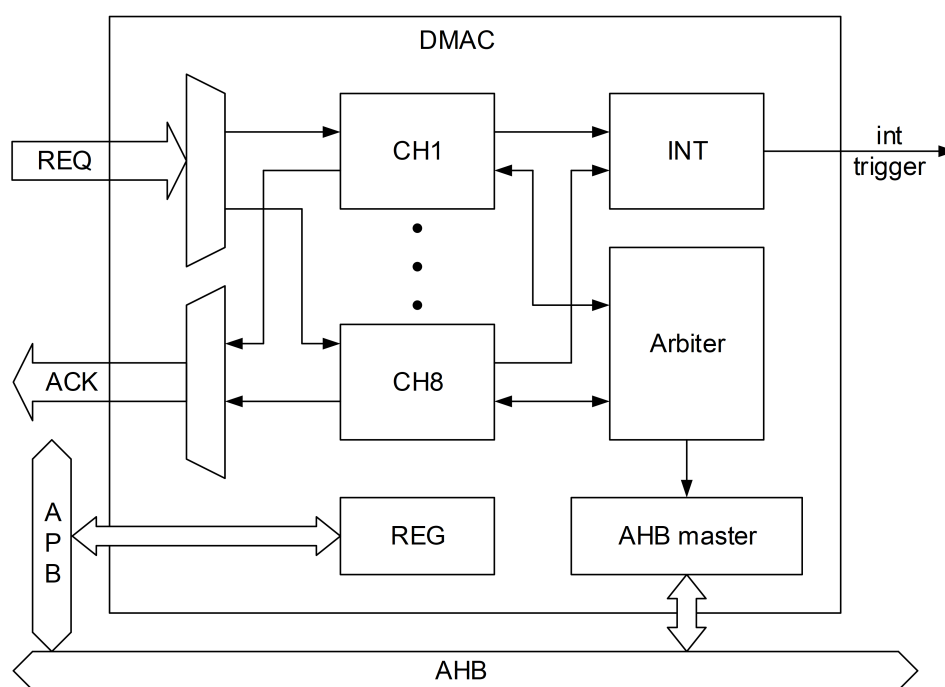 DMAC
REQ
CH1
INT
int
trigger
Arbiter
ACK
CH8
A
P
B
REG
AHB master
AHB